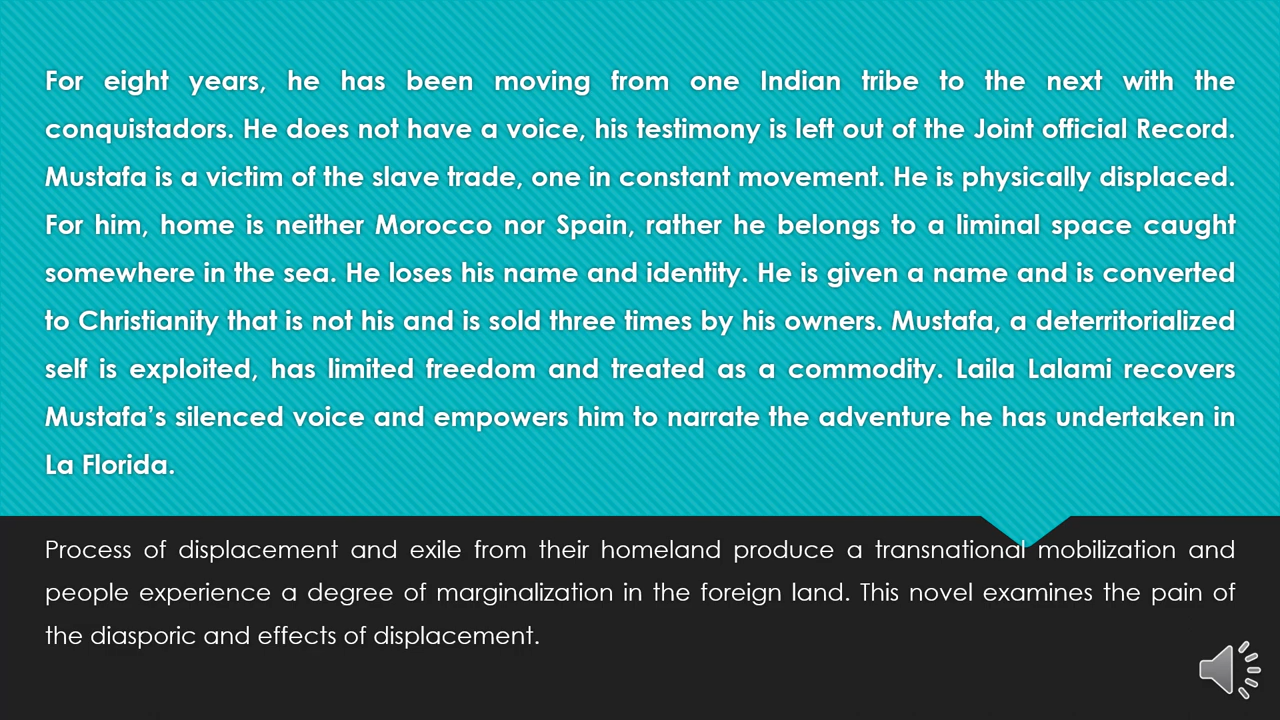 For eight years, he has been moving from one Indian tribe to the next with the
conquistadors. He does not have a voice, his testimony is left out of the Joint official Record.
Mustafa is a victim of the slave trade, one in constant movement. He is physically displaced.
For him, home is neither Morocco nor Spain, rather he belongs to a liminal space caught
somewhere in the sea. He loses his name and identity. He is given a name and is converted
to Christianity that is not his and is sold three times by his owners. Mustafa, a deterritorialized
self is exploited, has limited freedom and treated as a commodity. Laila Lalami recovers
Mustafa’s silenced voice and empowers him to narrate the adventure he has undertaken in
La Florida.
Process of displacement and exile from their homeland produce a transnational mobilization and
people experience a degree of marginalization in the foreign land. This novel examines the pain of
the diasporic and effects of displacement.